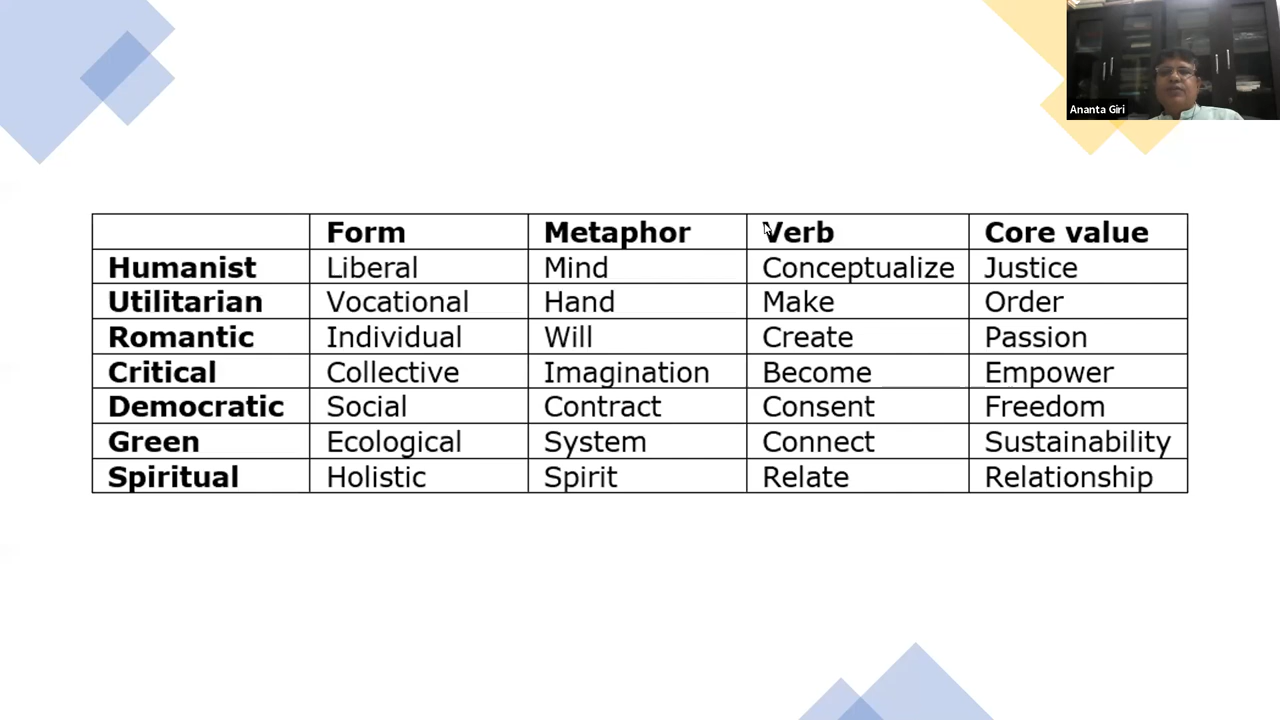 Ananta Giri
Form Metaphor Verb Core value
Humanist Liberal Mind Conceptualize Justice
Utilitarian Vocational Hand Make Order
Romantic Individual Will Create Passion
Critical Collective Imagination Become Empower
Democratic Social Contract Consent Freedom
Green Ecological System Connect Sustainability
Spiritual Holistic Spirit Relate Relationship